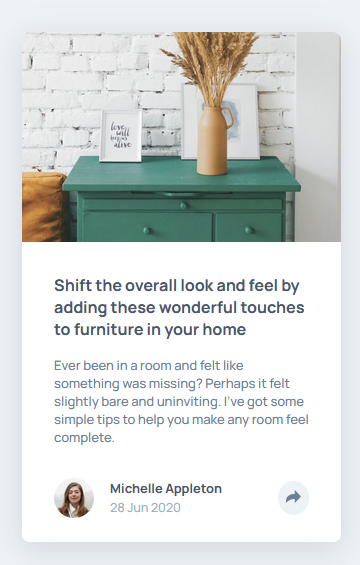 love
will
keep us
alive
Shift the overall look and feel by
adding these wonderful touches
to furniture in your home
Ever been in a room and felt like
something was missing? Perhaps it felt
slightly bare and uninviting. I've got some
simple tips to help you make any room feel
complete.
Michelle Appleton
28 Jun 2020